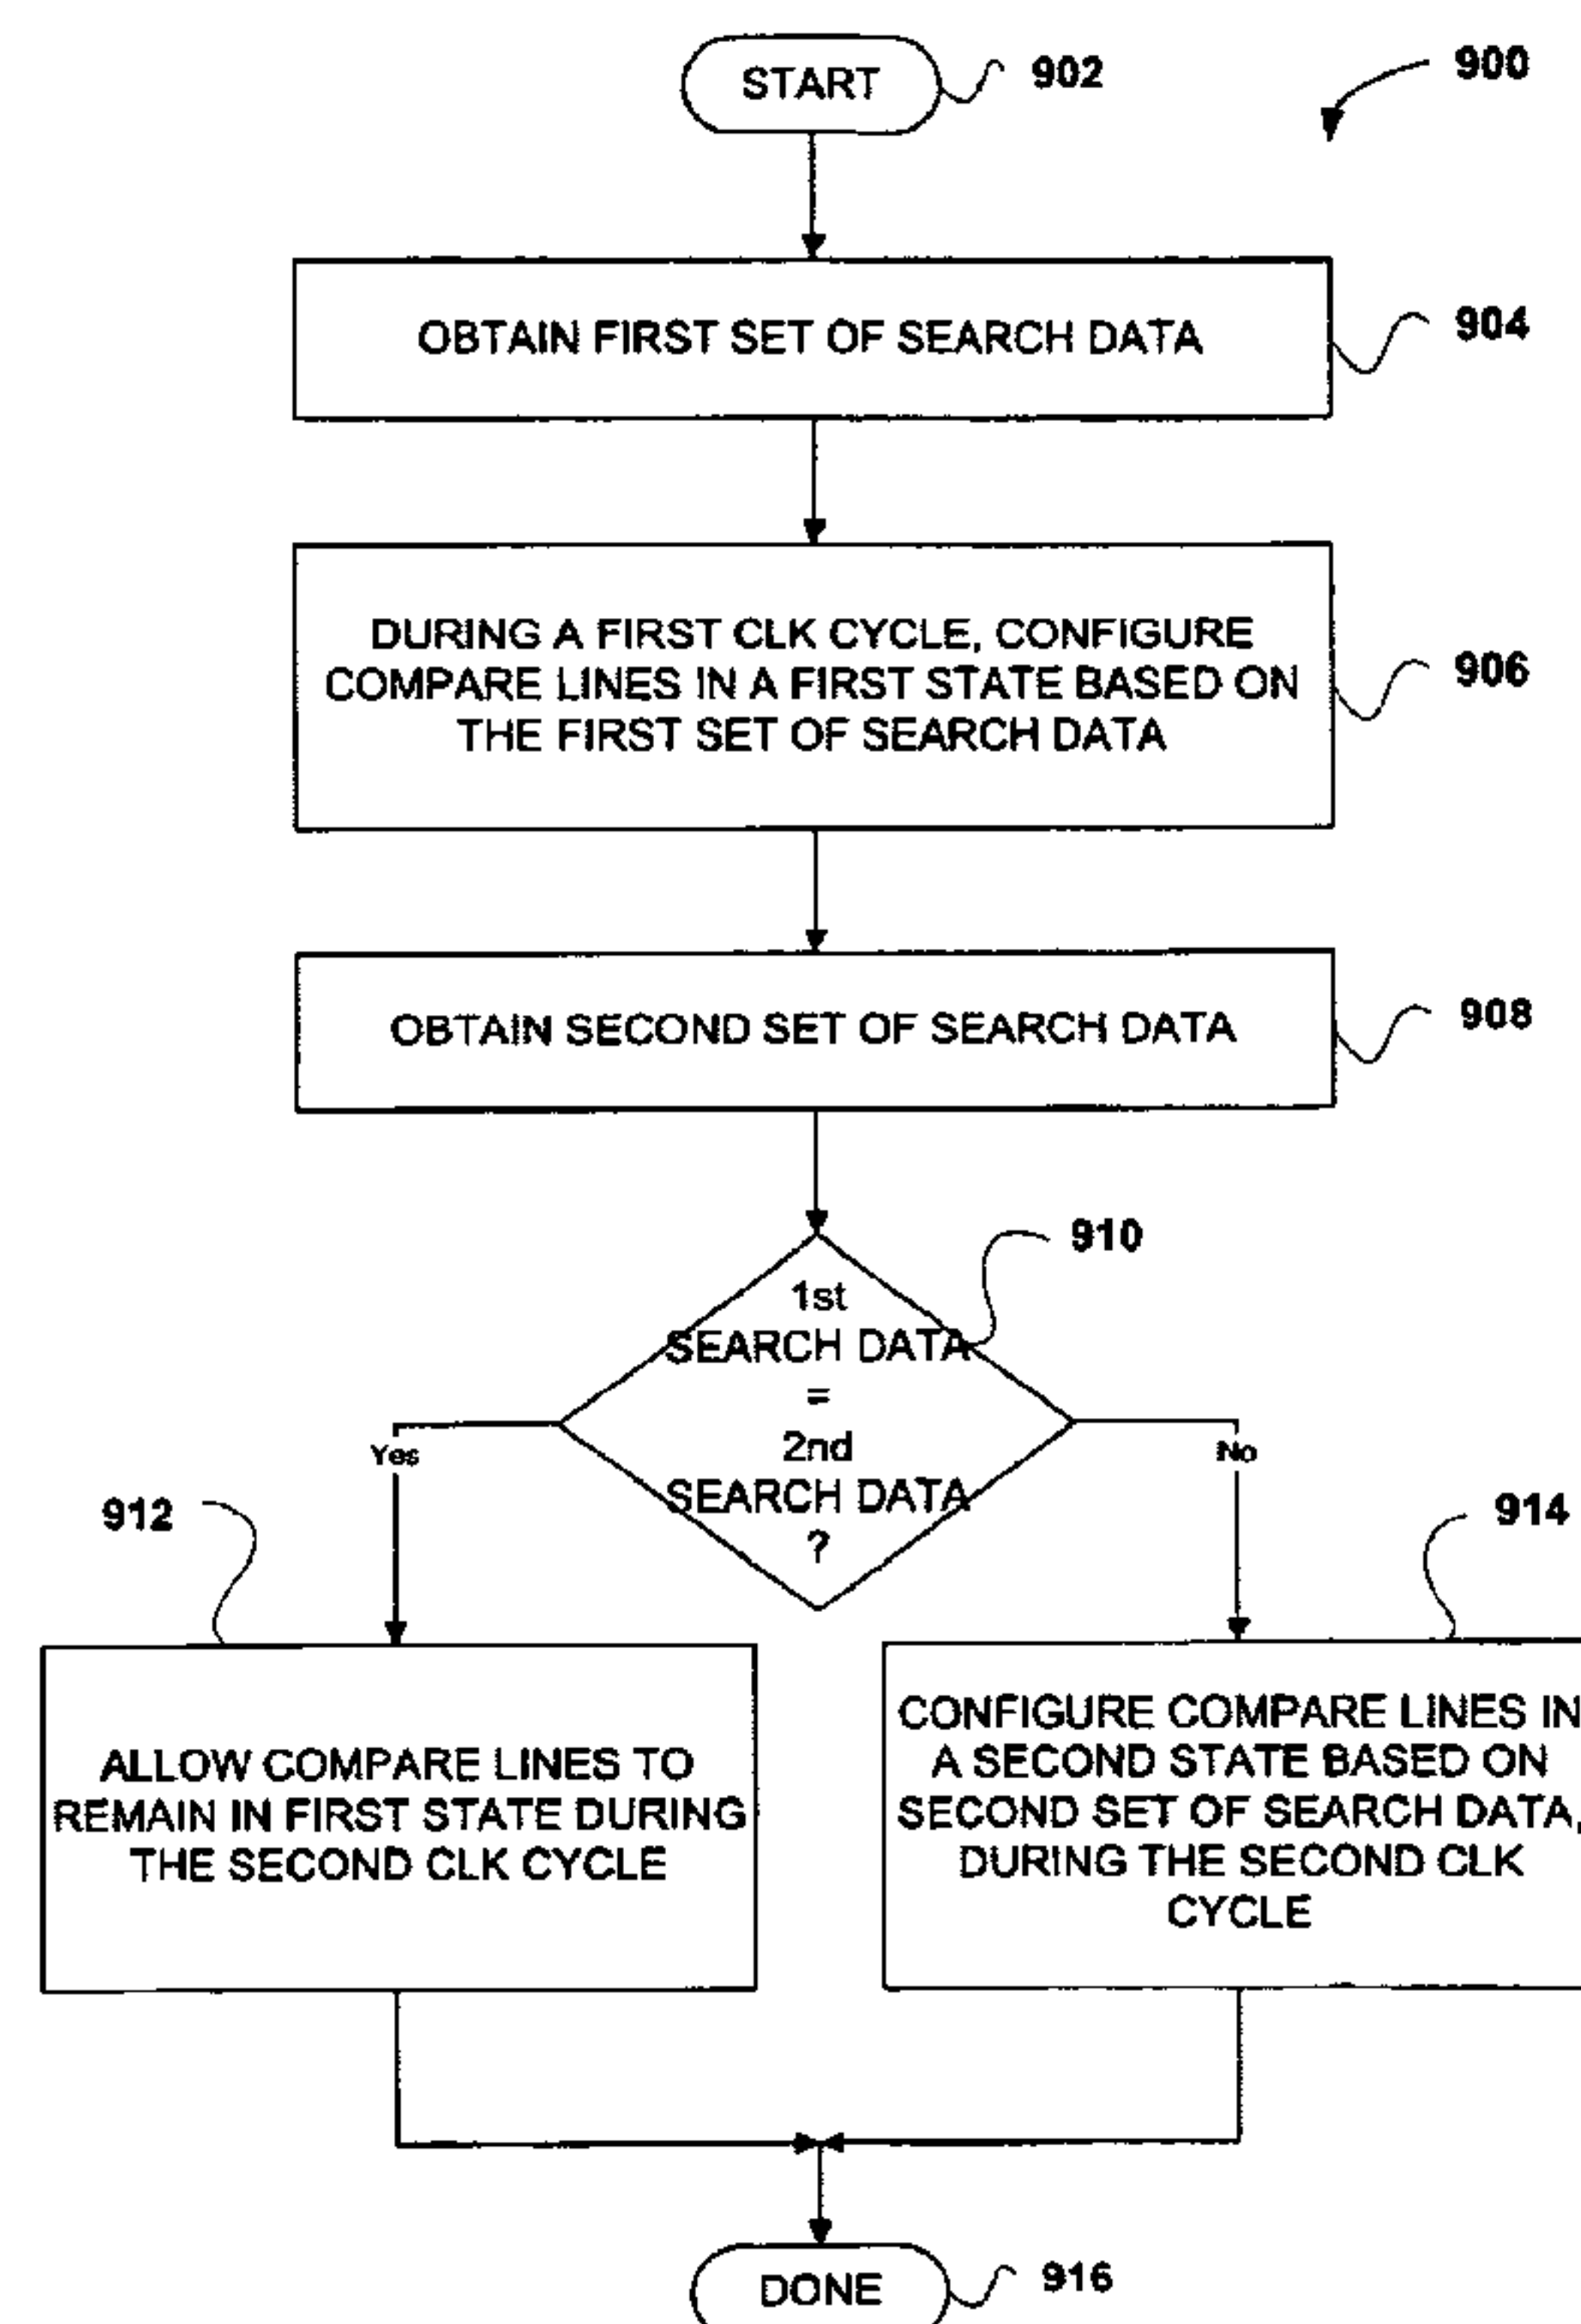 START
902
900
OBTAIN FIRST SET OF SEARCH DATA
904
DURING A FIRST CLK CYCLE, CONFIGURE
COMPARE LINES IN A FIRST STATE BASED ON
THE FIRST SET OF SEARCH DATA
906
OBTAIN SECOND SET OF SEARCH DATA
908
910
1st
SEARCH DATA
=
2nd
SEARCH DATA
?
Yes
No
912
914
ALLOW COMPARE LINES TO
REMAIN IN FIRST STATE DURING
THE SECOND CLK CYCLE
CONFIGURE COMPARE LINES IN
A SECOND STATE BASED ON
SECOND SET OF SEARCH DATA,
DURING THE SECOND CLK
CYCLE
DONE
916